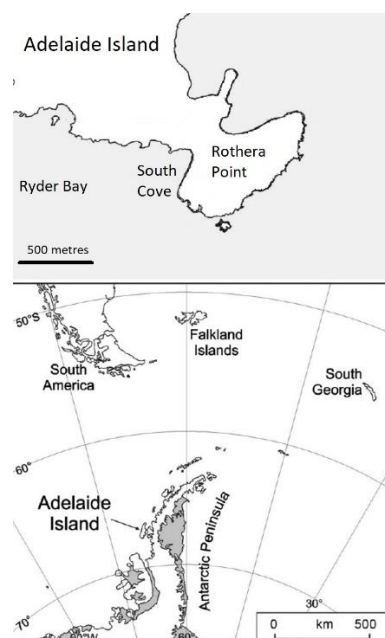 Adelaide Island
Rothera
Point
South
Cove
Ryder Bay
500 metres
50°S
Falkland
Islands
South
America
South
Georgia
60°
Adelaide
Island
Antarctic Peninsula
70°
60°
30°
km
0 500